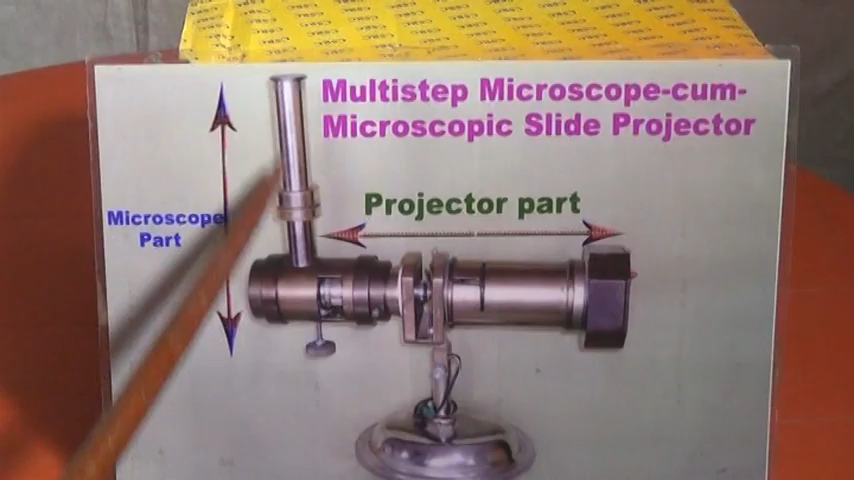 Multistep Microscope-cum-
Microscopic Slide Projector
Projector part
Microscope
Part